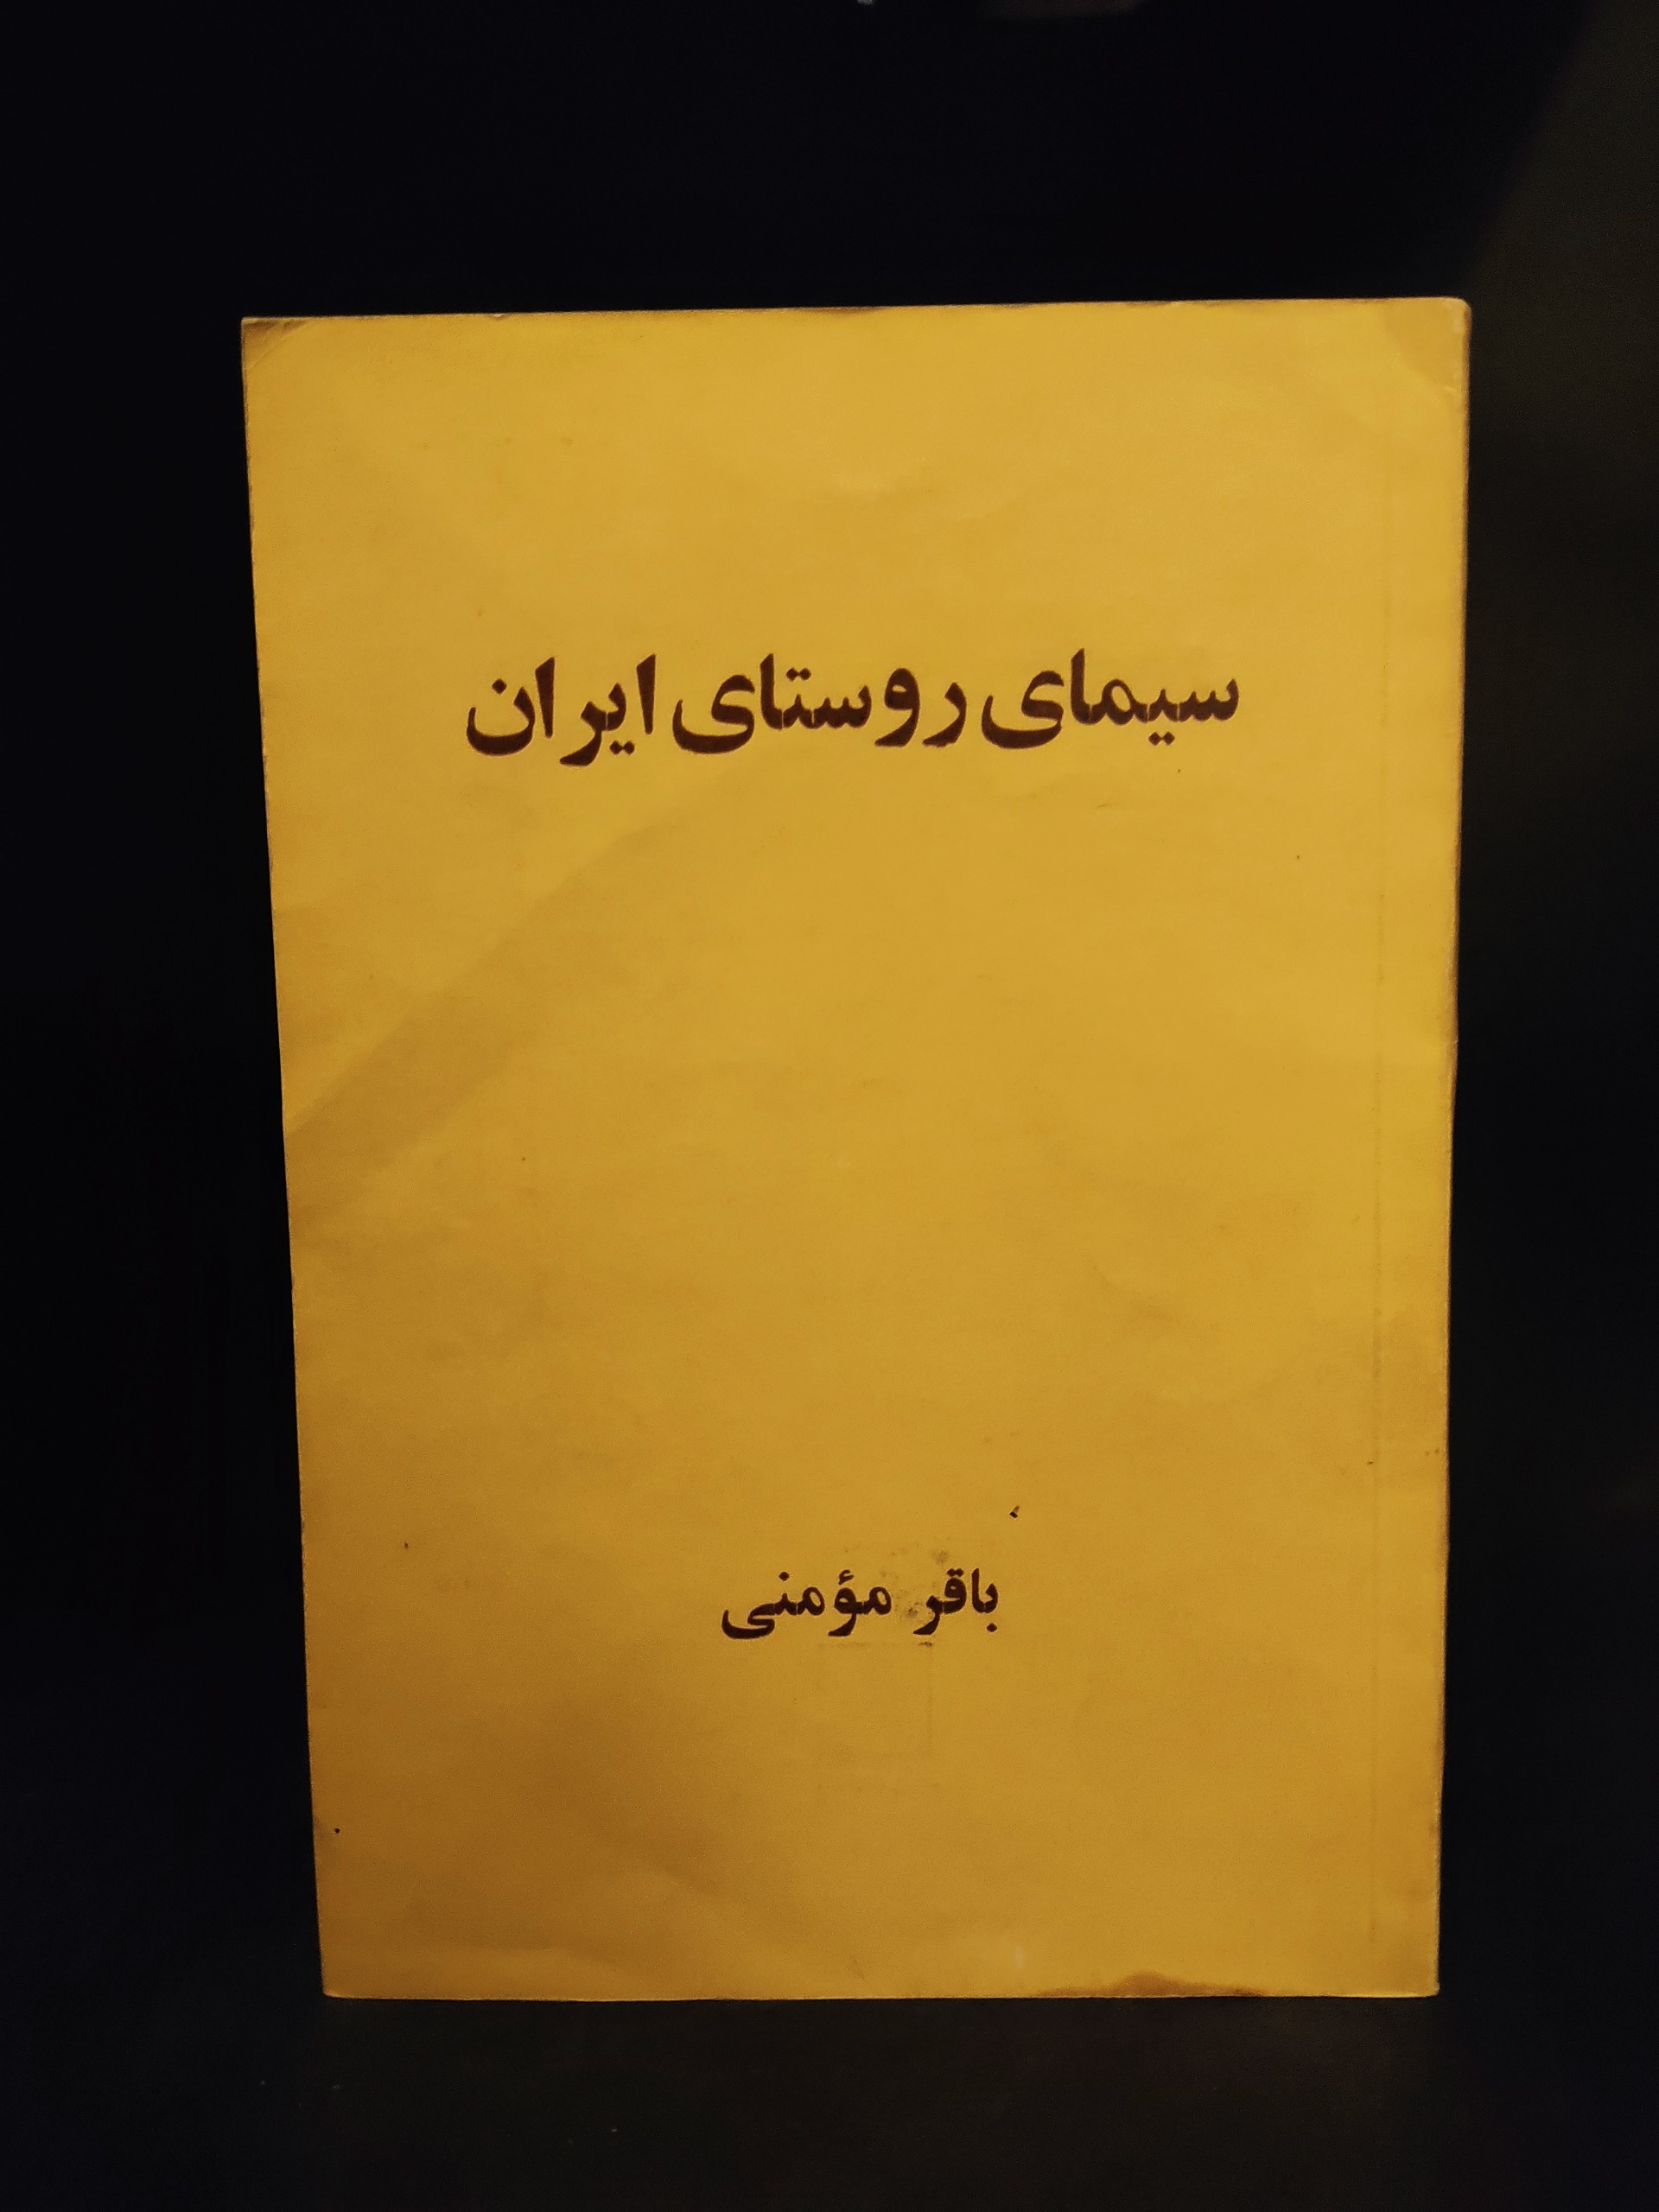 سیمای روستای ایران
باقر مؤمنی